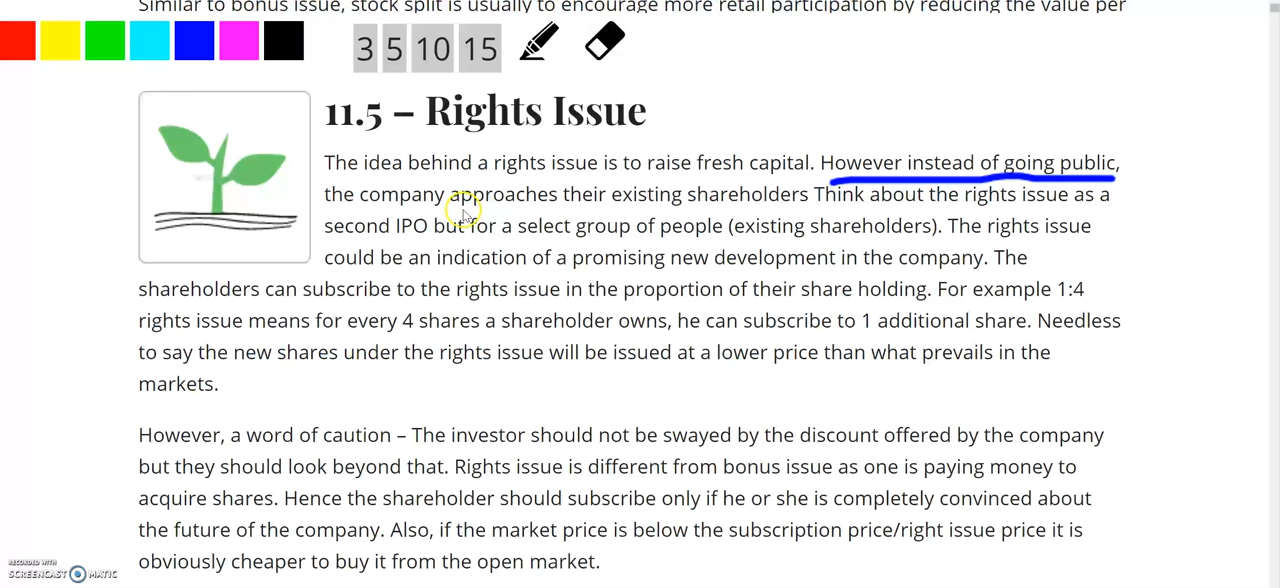 Similar to bonus issue, stock split is usually to encourage more retail participation by reducing the value per
3 5 10 15
11.5 – Rights Issue
The idea behind a rights issue is to raise fresh capital. However instead of going public,
the company approaches their existing shareholders Think about the rights issue as a
second IPO but for a select group of people (existing shareholders). The rights issue
could be an indication of a promising new development in the company. The
shareholders can subscribe to the rights issue in the proportion of their share holding. For example 1:4
rights issue means for every 4 shares a shareholder owns, he can subscribe to 1 additional share. Needless
to say the new shares under the rights issue will be issued at a lower price than what prevails in the
markets.
However, a word of caution – The investor should not be swayed by the discount offered by the company
but they should look beyond that. Rights issue is different from bonus issue as one is paying money to
acquire shares. Hence the shareholder should subscribe only if he or she is completely convinced about
the future of the company. Also, if the market price is below the subscription price/right issue price it is
obviously cheaper to buy it from the open market.
RECORDED WITH
SCREENCAST MATIC